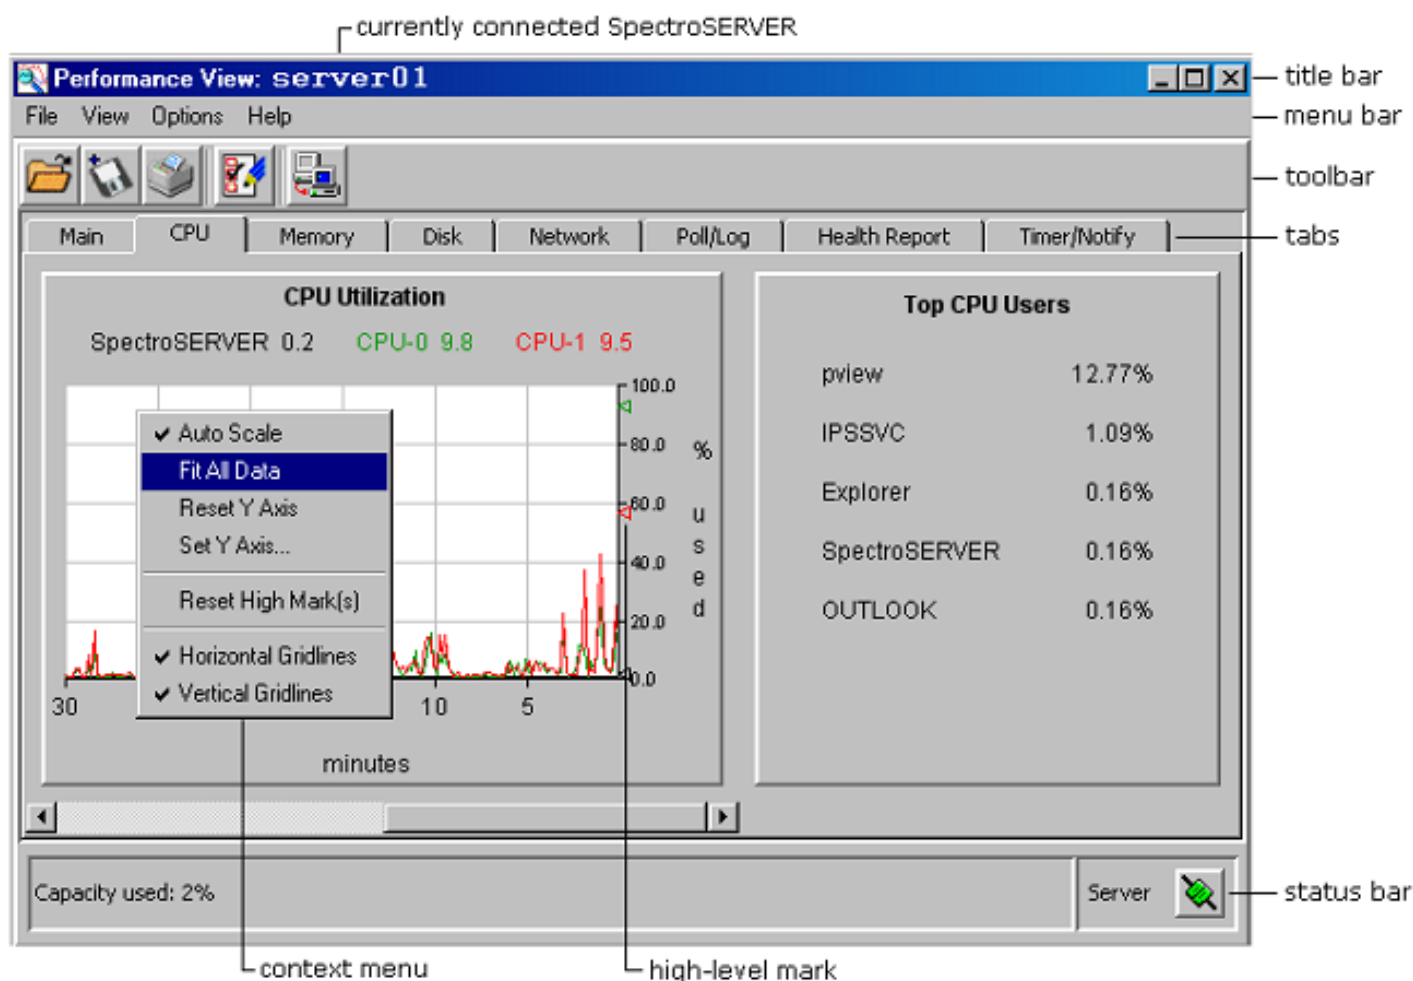 currently connected SpectroSERVER
Performance View: server01
title bar
File View Options Help
menu bar
toolbar
Main CPU Memory Disk Network Poll/Log Health Report Timer/Notify
tabs
CPU Utilization
SpectroSERVER 0.2 CPU-0 9.8 CPU-1 9.5
100.0
80.0
60.0
40.0
20.0
0.0
% used
Auto Scale
Fit All Data
Reset Y Axis
Set Y Axis...
Reset High Mark(s)
Horizontal Gridlines
Vertical Gridlines
30 10 5
minutes
Top CPU Users
pview 12.77%
IPSSVC 1.09%
Explorer 0.16%
SpectroSERVER 0.16%
OUTLOOK 0.16%
Capacity used: 2%
Server
status bar
context menu
high-level mark